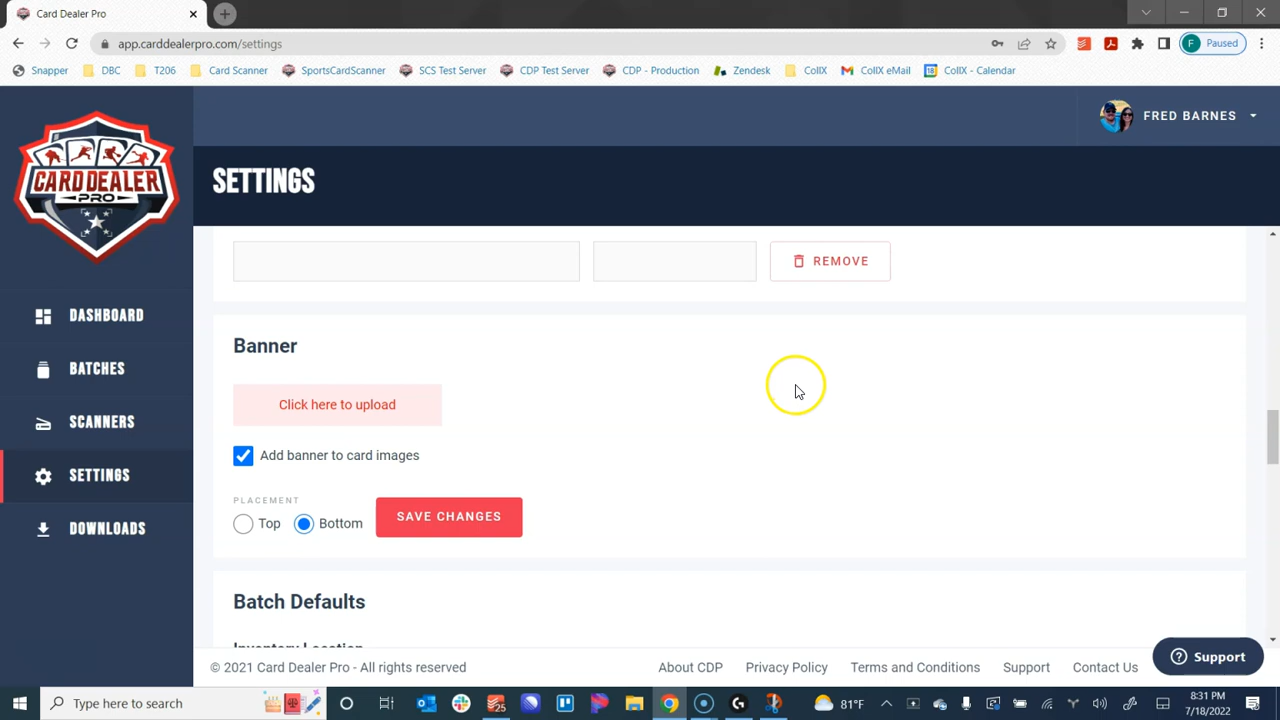 Card Dealer Pro
app.carddealerpro.com/settings
Paused
F
Snapper
DBC
T206
Card Scanner
SportsCardScanner
SCS Test Server
CDP Test Server
CDP - Production
Zendesk
CollX
CollX eMail
CollX - Calendar
CARD DEALER
PRO
FRED BARNES
SETTINGS
DASHBOARD
BATCHES
SCANNERS
SETTINGS
DOWNLOADS
REMOVE
Banner
Click here to upload
Add banner to card images
PLACEMENT
Top
Bottom
SAVE CHANGES
Batch Defaults
Inventory Location
© 2021 Card Dealer Pro - All rights reserved
About CDP
Privacy Policy
Terms and Conditions
Support
Contact Us
Support
Type here to search
25
81°F
8:31 PM
7/18/2022